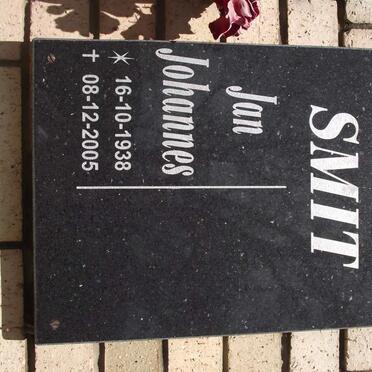 SMIT
Jan
Johannes
* 16-10-1938
✝ 08-12-2005